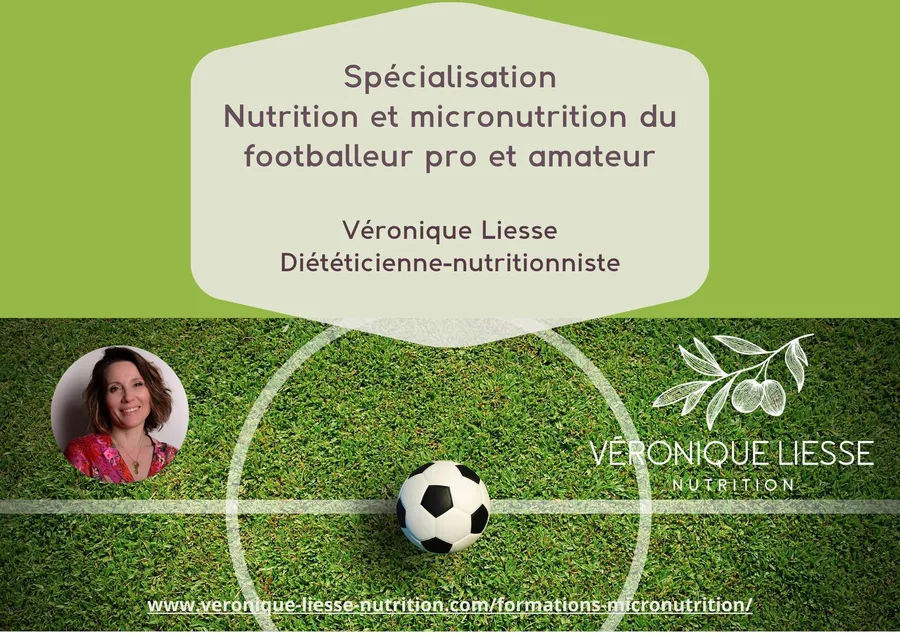 Spécialisation
Nutrition et micronutrition du
footballeur pro et amateur
Véronique Liesse
Diététicienne-nutritionniste
VÉRONIQUE LIESSE
NUTRITION
www.veronique-liesse-nutrition.com/formations-micronutrition/